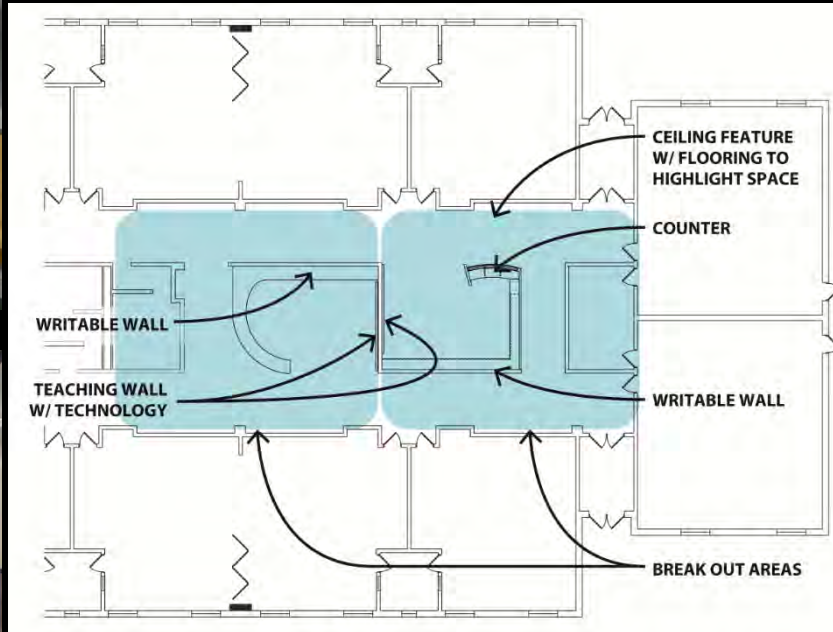 CEILING FEATURE
W/ FLOORING TO
HIGHLIGHT SPACE
COUNTER
WRITABLE WALL
TEACHING WALL
W/ TECHNOLOGY
WRITABLE WALL
BREAK OUT AREAS